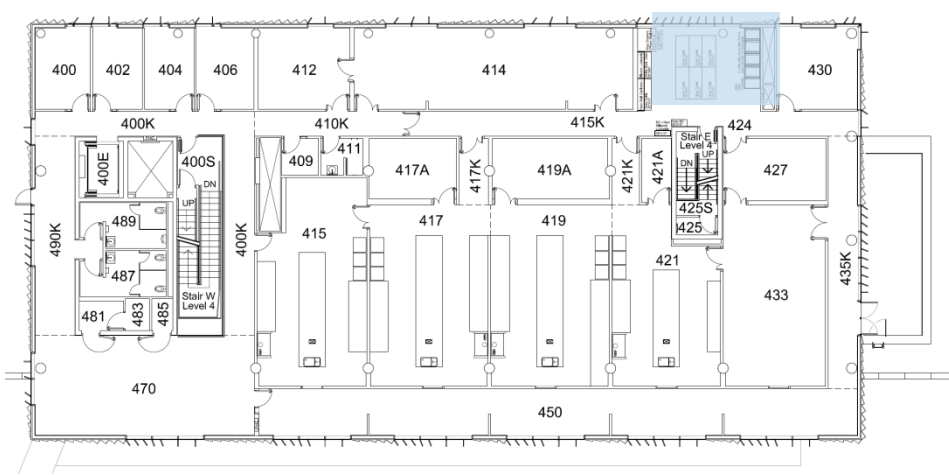 400
402
404
406
412
414
430
400K
410K
415K
424
400E
400S
DN
UP
409
411
417A
417K
419A
421K
421A
Stair E
Level 4
UP
DN
425S
425
427
490K
489
487
400K
415
417
419
421
433
435K
481
483
485
Stair W
Level 4
470
450